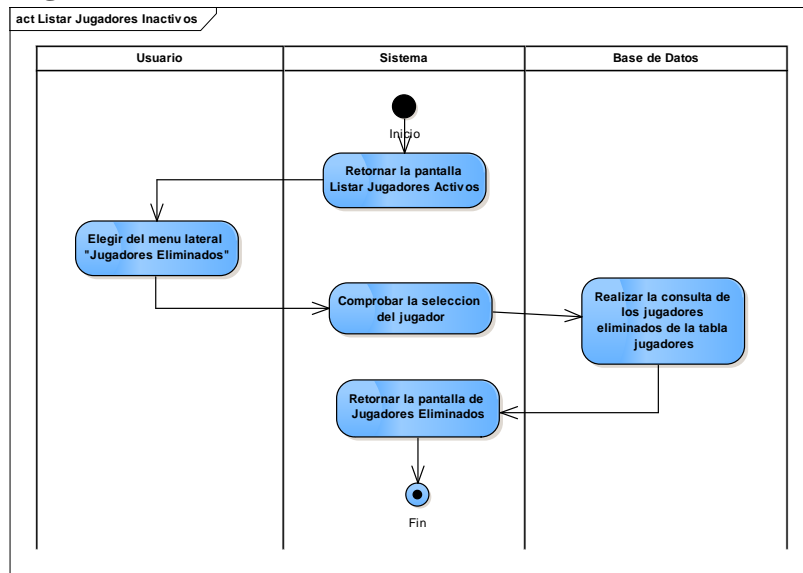 act Listar Jugadores Inactivos
Usuario
Sistema
Base de Datos
Inicio
Retornar la pantalla
Listar Jugadores Activos
Elegir del menu lateral
"Jugadores Eliminados"
Comprobar la seleccion
del jugador
Realizar la consulta de
los jugadores
eliminados de la tabla
jugadores
Retornar la pantalla de
Jugadores Eliminados
Fin